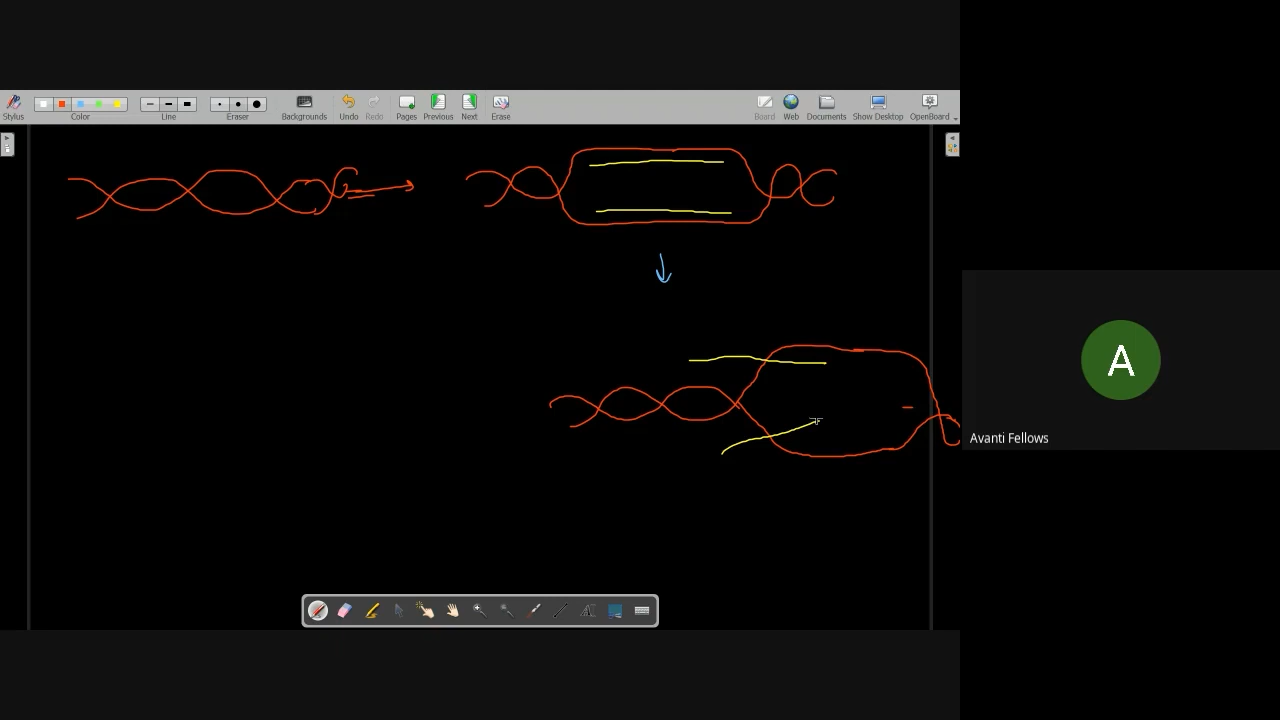 Stylus Color Line Eraser Backgrounds Undo Redo Pages Previous Next Erase Board Web Documents Show Desktop OpenBoard
A
Avanti Fellows